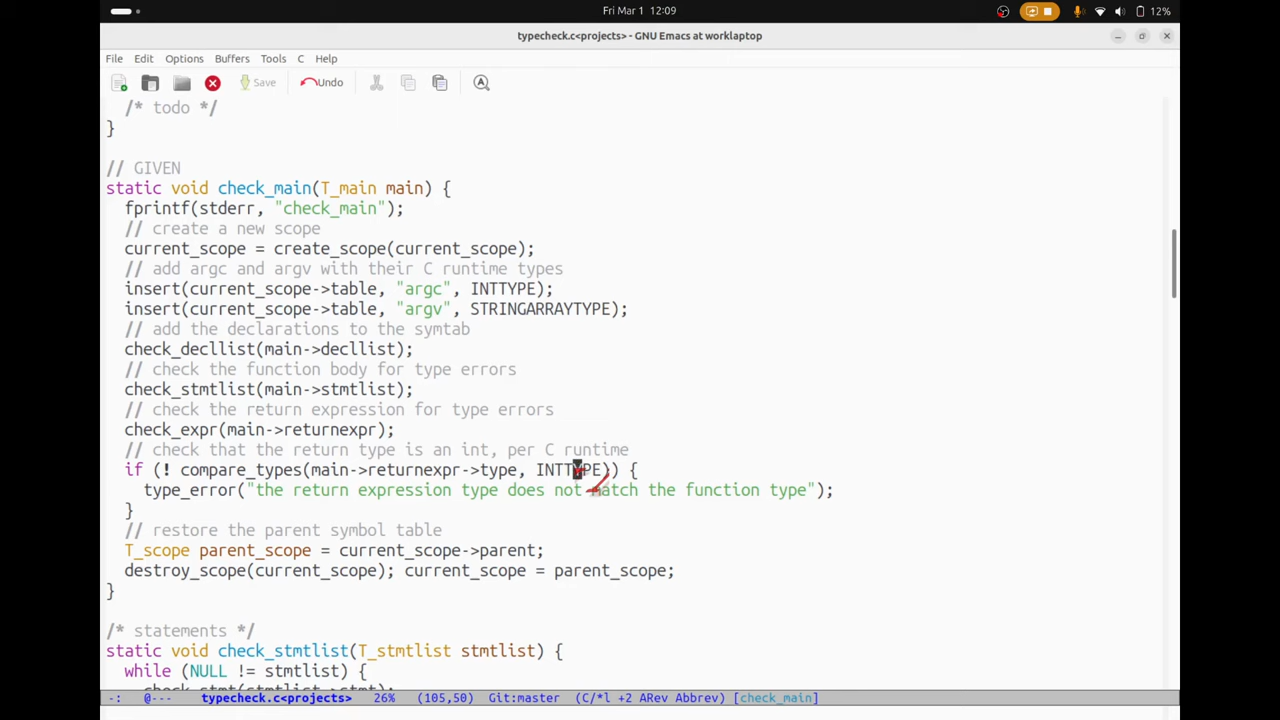 Fri Mar 1 12:09
12%
typecheck.c<projects> - GNU Emacs at worklaptop
File Edit Options Buffers Tools C Help
Save Undo
/* todo */
}
// GIVEN
static void check_main(T_main main) {
fprintf(stderr, "check_main");
// create a new scope
current_scope = create_scope(current_scope);
// add argc and argv with their C runtime types
insert(current_scope->table, "argc", INTTYPE);
insert(current_scope->table, "argv", STRINGARRAYTYPE);
// add the declarations to the symtab
check_decllist(main->decllist);
// check the function body for type errors
check_stmtlist(main->stmtlist);
// check the return expression for type errors
check_expr(main->returnexpr);
// check that the return type is an int, per C runtime
if (! compare_types(main->returnexpr->type, INTTYPE)) {
type_error("the return expression type does not match the function type");
}
// restore the parent symbol table
T_scope parent_scope = current_scope->parent;
destroy_scope(current_scope); current_scope = parent_scope;
}
/* statements */
static void check_stmtlist(T_stmtlist stmtlist) {
while (NULL != stmtlist) {
check_stmt(stmtlist->stmt);
-: @--- typecheck.c<projects> 26% (105,50) Git:master (C/*l +2 ARev Abbrev) [check_main]